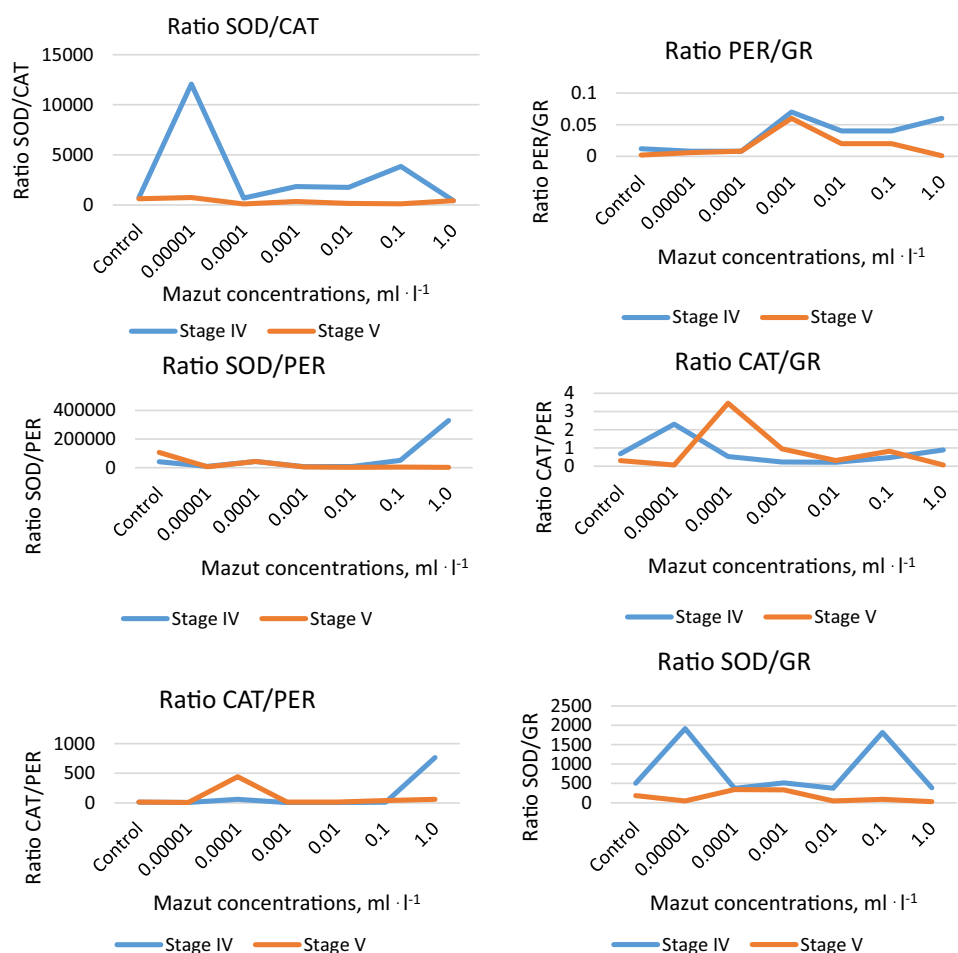 Ratio SOD/CAT
Ratio SOD/CAT
15000
10000
5000
0
Control
0.00001
0.0001
0.001
0.01
0.1
1.0
Mazut concentrations, ml · l⁻¹
Stage IV
Stage V
Ratio PER/GR
Ratio PER/GR
0.1
0.05
0
Control
0.00001
0.0001
0.001
0.01
0.1
1.0
Mazut concentrations, ml · l⁻¹
Stage IV
Stage V
Ratio SOD/PER
Ratio SOD/PER
400000
200000
0
Control
0.00001
0.0001
0.001
0.01
0.1
1.0
Mazut concentrations, ml · l⁻¹
Stage IV
Stage V
Ratio CAT/GR
Ratio CAT/PER
4
3
2
1
0
Control
0.00001
0.0001
0.001
0.01
0.1
1.0
Mazut concentrations, ml · l⁻¹
Stage IV
Stage V
Ratio CAT/PER
Ratio CAT/PER
1000
500
0
Control
0.00001
0.0001
0.001
0.01
0.1
1.0
Mazut concentrations, ml · l⁻¹
Stage IV
Stage V
Ratio SOD/GR
Ratio SOD/GR
2500
2000
1500
1000
500
0
Control
0.00001
0.0001
0.001
0.01
0.1
1.0
Mazut concentrations, ml · l⁻¹
Stage IV
Stage V